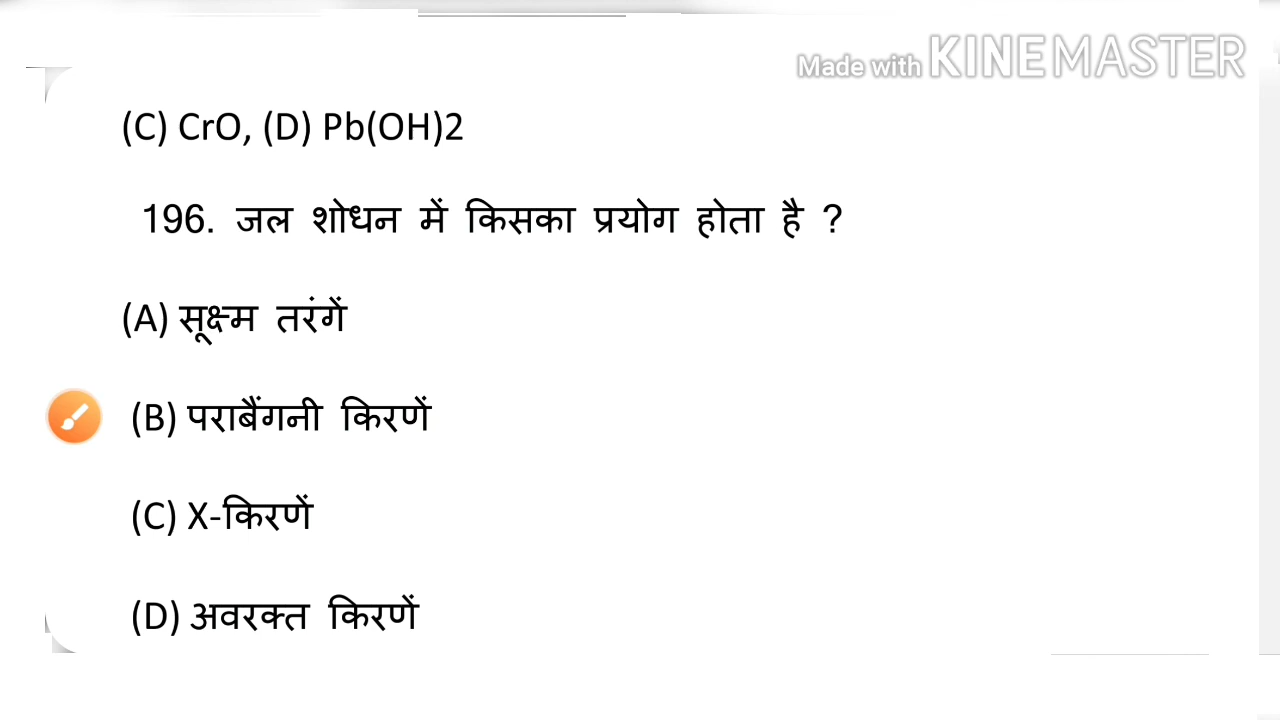 Made with KINEMASTER
(C) CrO, (D) Pb(OH)2
196. जल शोधन में किसका प्रयोग होता है ?
(A) सूक्ष्म तरंगें
(B) पराबैंगनी किरणें
(C) X-किरणें
(D) अवरक्त किरणें